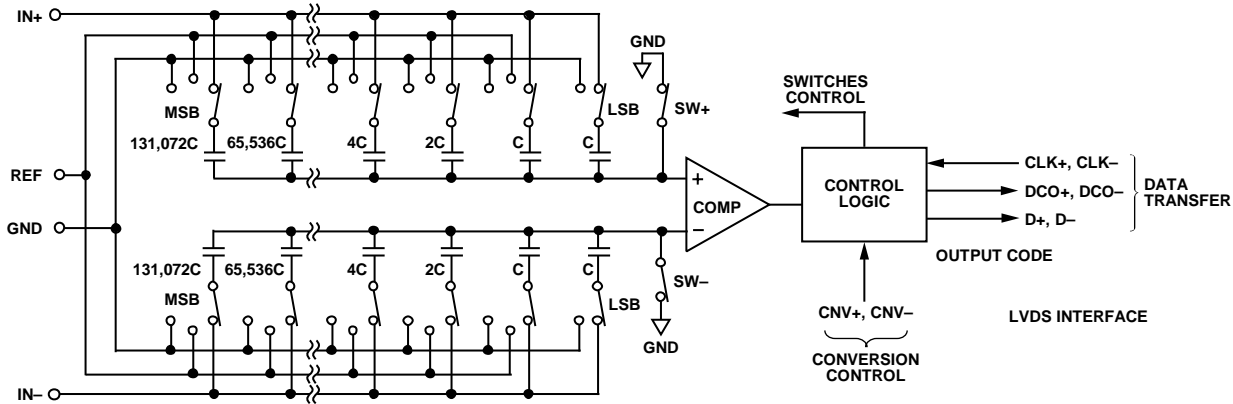 IN+
GND
SWITCHES
CONTROL
MSB
LSB
SW+
131,072C
65,536C
4C
2C
C
C
REF
+
COMP
–
CONTROL
LOGIC
CLK+, CLK–
DCO+, DCO–
D+, D–
DATA
TRANSFER
GND
OUTPUT CODE
131,072C
65,536C
4C
2C
C
C
MSB
LSB
SW–
GND
CNV+, CNV–
CONVERSION
CONTROL
LVDS INTERFACE
IN–